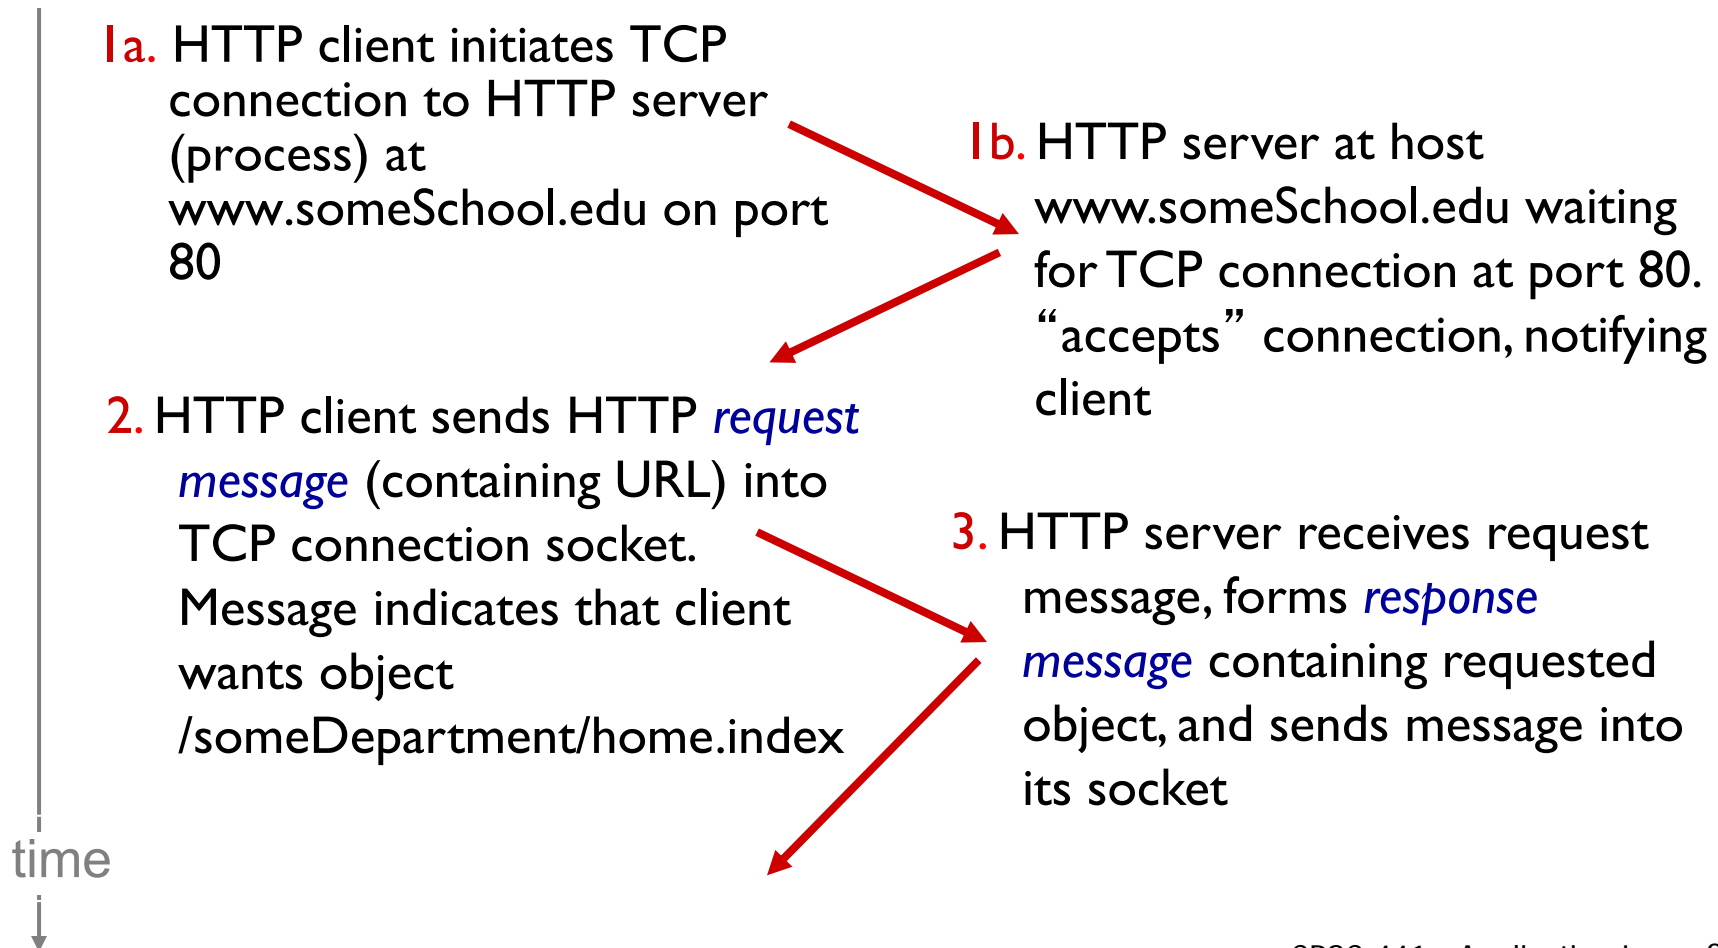 1a. HTTP client initiates TCP
connection to HTTP server
(process) at
www.someSchool.edu on port
80
1b. HTTP server at host
www.someSchool.edu waiting
for TCP connection at port 80.
“accepts” connection, notifying
client
2. HTTP client sends HTTP request
message (containing URL) into
TCP connection socket.
Message indicates that client
wants object
/someDepartment/home.index
3. HTTP server receives request
message, forms response
message containing requested
object, and sends message into
its socket
time